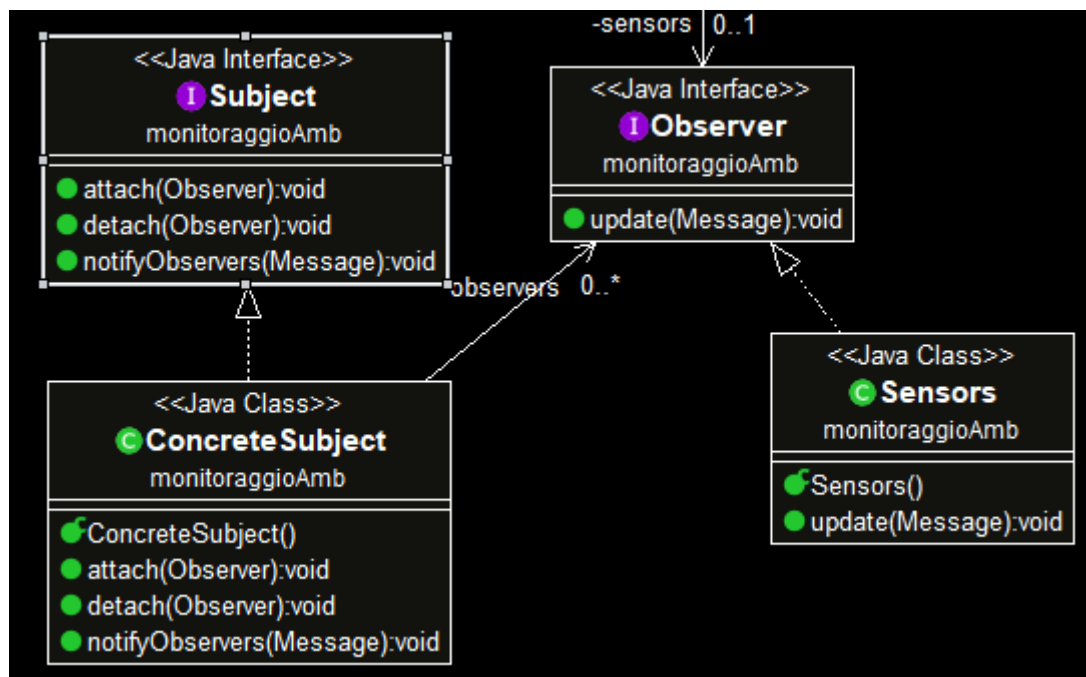 -sensors 0..1
<<Java Interface>>
I Subject
monitoraggioAmb
attach(Observer):void
detach(Observer):void
notifyObservers(Message):void
<<Java Interface>>
I Observer
monitoraggioAmb
update(Message):void
observers 0..*
<<Java Class>>
C ConcreteSubject
monitoraggioAmb
ConcreteSubject()
attach(Observer):void
detach(Observer):void
notifyObservers(Message):void
<<Java Class>>
C Sensors
monitoraggioAmb
Sensors()
update(Message):void